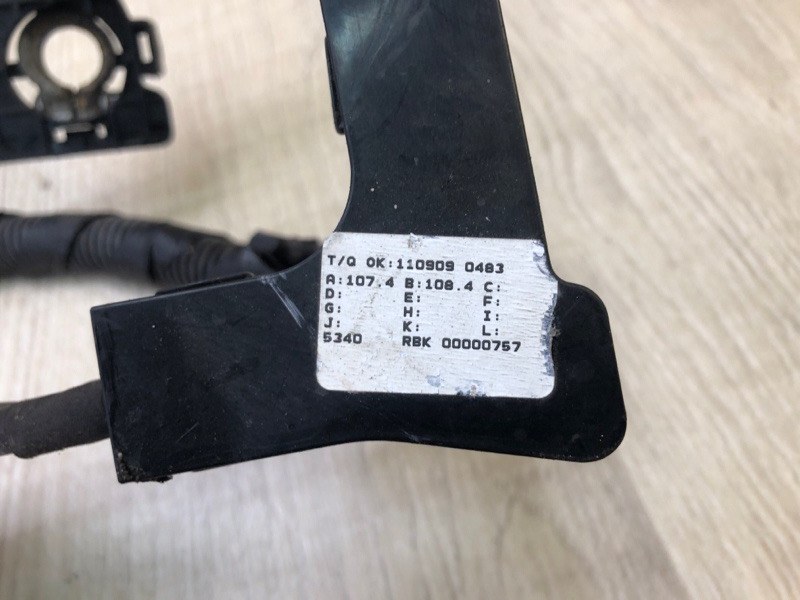 T/Q OK:110909 0483
A:107.4 B:108.4 C:
D: E: F:
G: H: I:
J: K: L:
5340 RBK 00000757